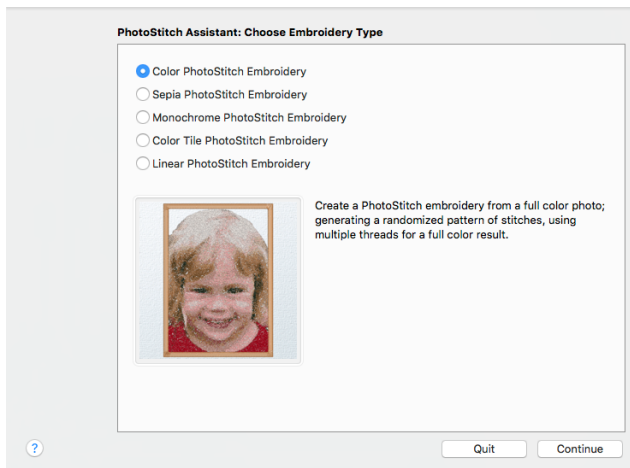 PhotoStitch Assistant: Choose Embroidery Type
Color PhotoStitch Embroidery
Sepia PhotoStitch Embroidery
Monochrome PhotoStitch Embroidery
Color Tile PhotoStitch Embroidery
Linear PhotoStitch Embroidery
Create a PhotoStitch embroidery from a full color photo;
generating a randomized pattern of stitches, using
multiple threads for a full color result.
?
Quit
Continue